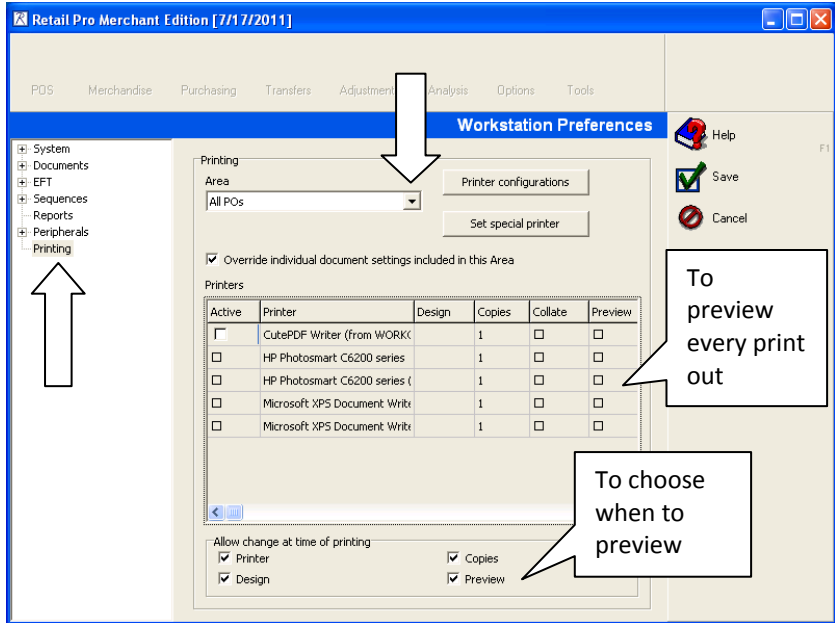 Retail Pro Merchant Edition [7/17/2011]
POS Merchandise Purchasing Transfers Adjustment Analysis Options Tools
Workstation Preferences
Help F1
Save
Cancel
System
Documents
EFT
Sequences
Reports
Peripherals
Printing
Printing
Area
All POs
Printer configurations
Set special printer
Override individual document settings included in this Area
Printers
Active Printer Design Copies Collate Preview
CutePDF Writer (from WORK( 1
HP Photosmart C6200 series 1
HP Photosmart C6200 series ( 1
Microsoft XPS Document Write 1
Microsoft XPS Document Write 1
To
preview
every print
out
To choose
when to
preview
Allow change at time of printing
Printer Copies
Design Preview